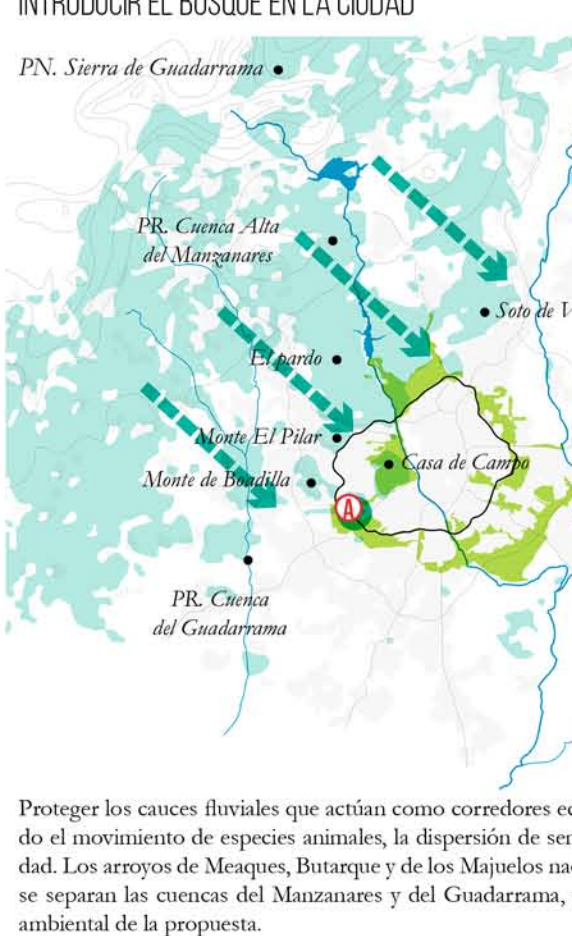 INTRODUCIR EL BOSQUE EN LA CIUDAD
PN. Sierra de Guadarrama
PR. Cuenca Alta
del Manzanares
Soto de V
El pardo
Monte El Pilar
Casa de Campo
Monte de Boadilla
A
PR. Cuenca
del Guadarrama
Proteger los cauces fluviales que actúan como corredores ec
do el movimiento de especies animales, la dispersión de se
dad. Los arroyos de Meaques, Butarque y de los Majuelos na
se separan las cuencas del Manzanares y del Guadarrama,
ambiental de la propuesta.